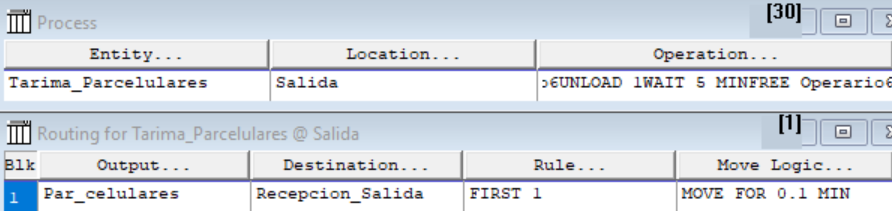 Process [30]
Entity... Location... Operation...
Tarima_Parcelulares Salida o6UNLOAD 1WAIT 5 MINFREE Operario6
Routing for Tarima_Parcelulares @ Salida [1]
Blk Output... Destination... Rule... Move Logic...
1 Par_celulares Recepcion_Salida FIRST 1 MOVE FOR 0.1 MIN